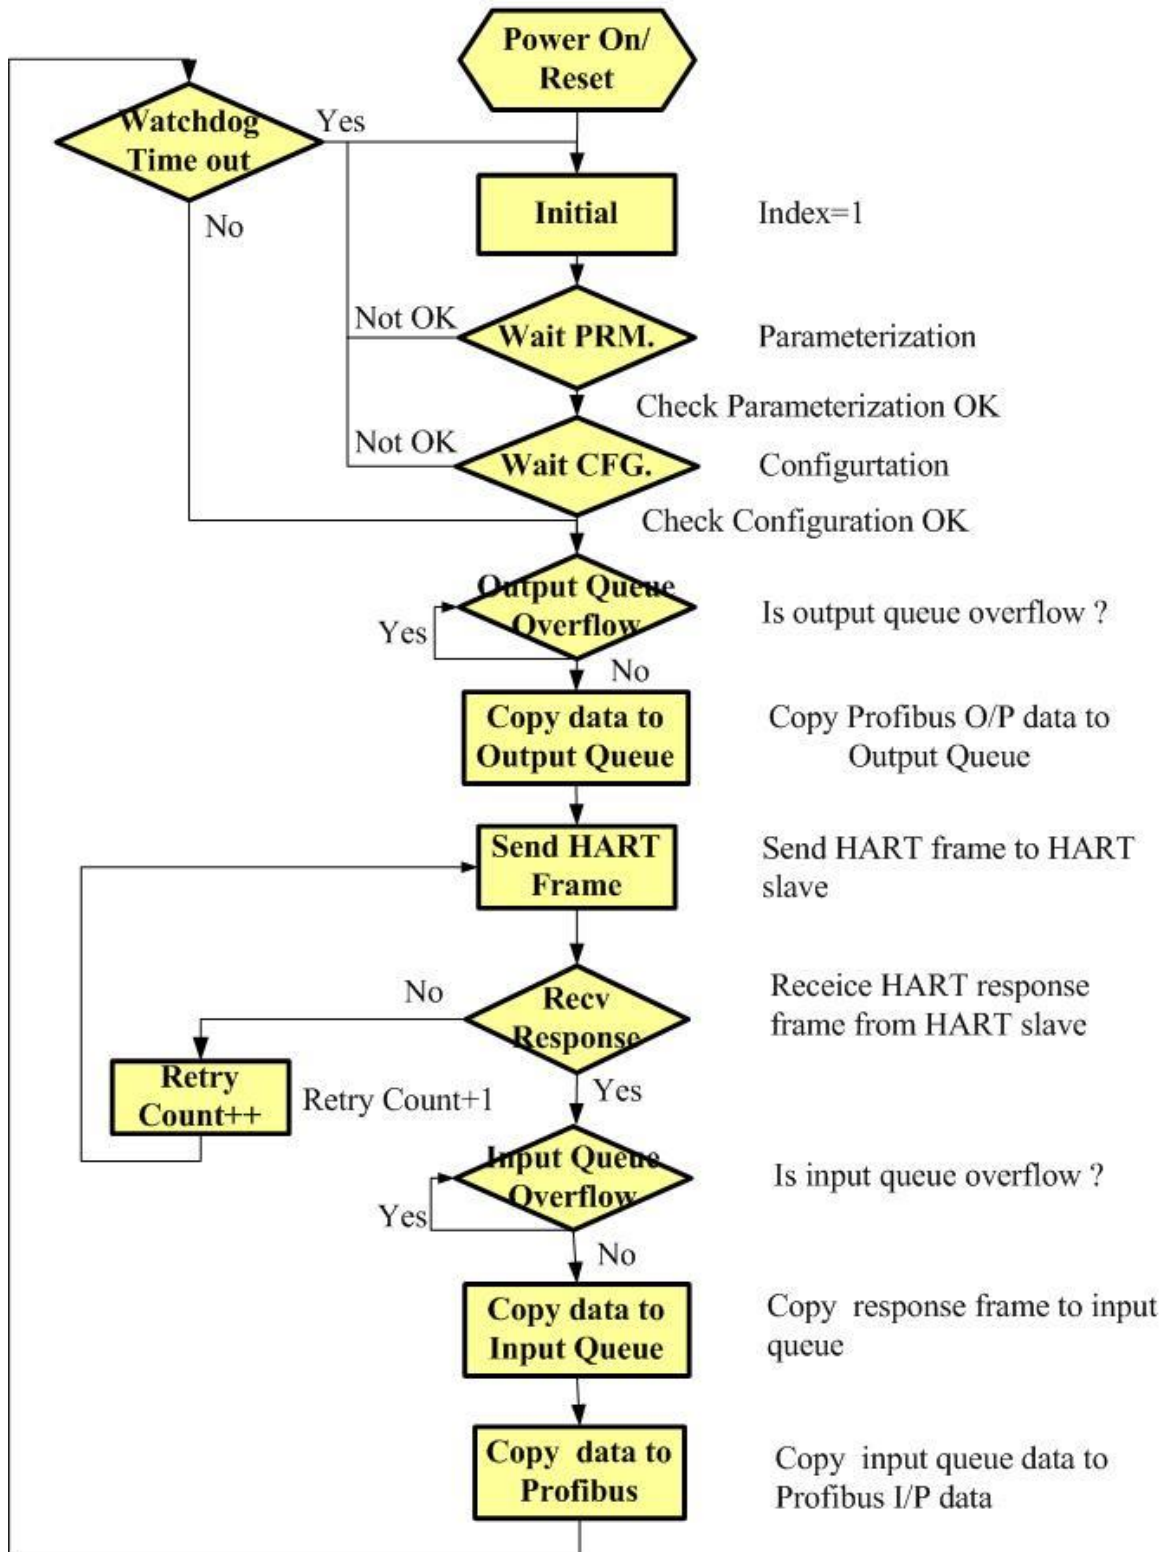 Power On/
Reset
Watchdog
Time out
Yes
No
Initial
Index=1
Not OK
Wait PRM.
Parameterization
Check Parameterization OK
Not OK
Wait CFG.
Configurtation
Check Configuration OK
Output Queue
Overflow
Yes
Is output queue overflow ?
No
Copy data to
Output Queue
Copy Profibus O/P data to
Output Queue
Send HART
Frame
Send HART frame to HART
slave
No
Recv
Response
Receice HART response
frame from HART slave
Retry
Count++
Retry Count+1
Yes
Input Queue
Overflow
Yes
Is input queue overflow ?
No
Copy data to
Input Queue
Copy response frame to input
queue
Copy data to
Profibus
Copy input queue data to
Profibus I/P data